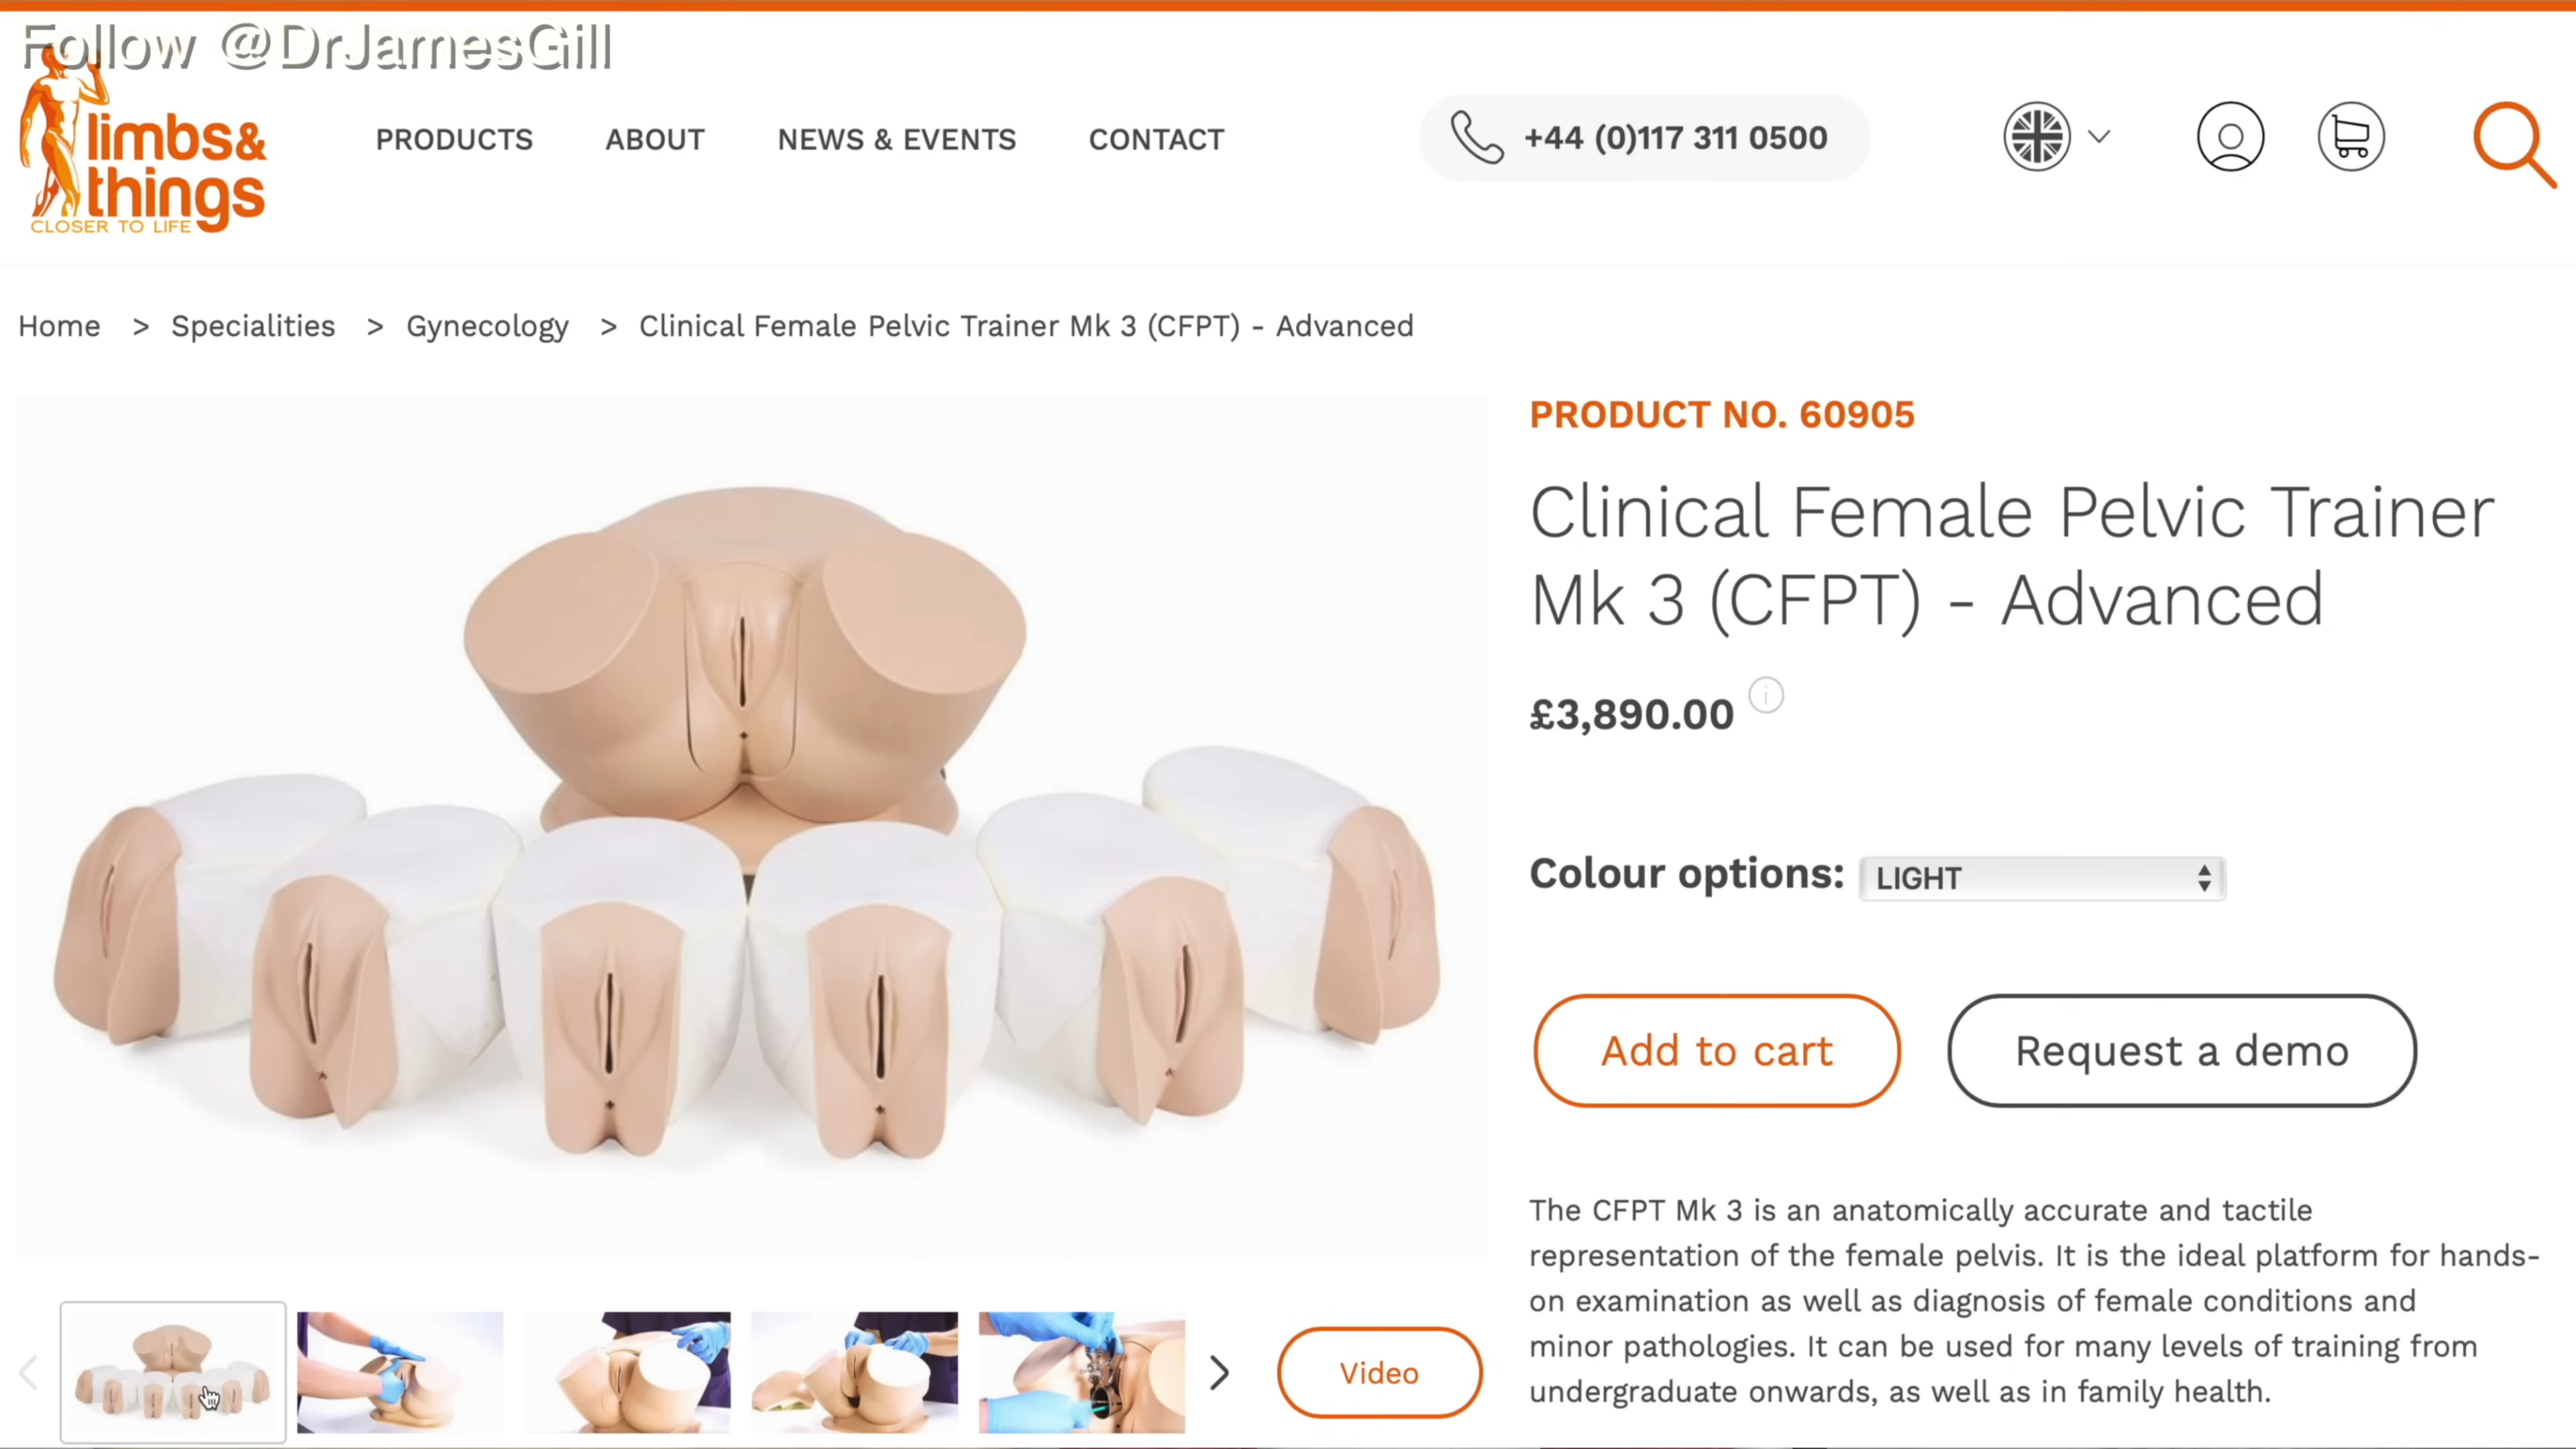 Follow @DrJamesGill
limbs&
things
CLOSER TO LIFE
PRODUCTS
ABOUT
NEWS & EVENTS
CONTACT
+44 (0)117 311 0500
Home > Specialities > Gynecology > Clinical Female Pelvic Trainer Mk 3 (CFPT) - Advanced
PRODUCT NO. 60905
Clinical Female Pelvic Trainer
Mk 3 (CFPT) - Advanced
£3,890.00
Colour options: LIGHT
Add to cart
Request a demo
The CFPT Mk 3 is an anatomically accurate and tactile
representation of the female pelvis. It is the ideal platform for hands-
on examination as well as diagnosis of female conditions and
minor pathologies. It can be used for many levels of training from
undergraduate onwards, as well as in family health.
Video